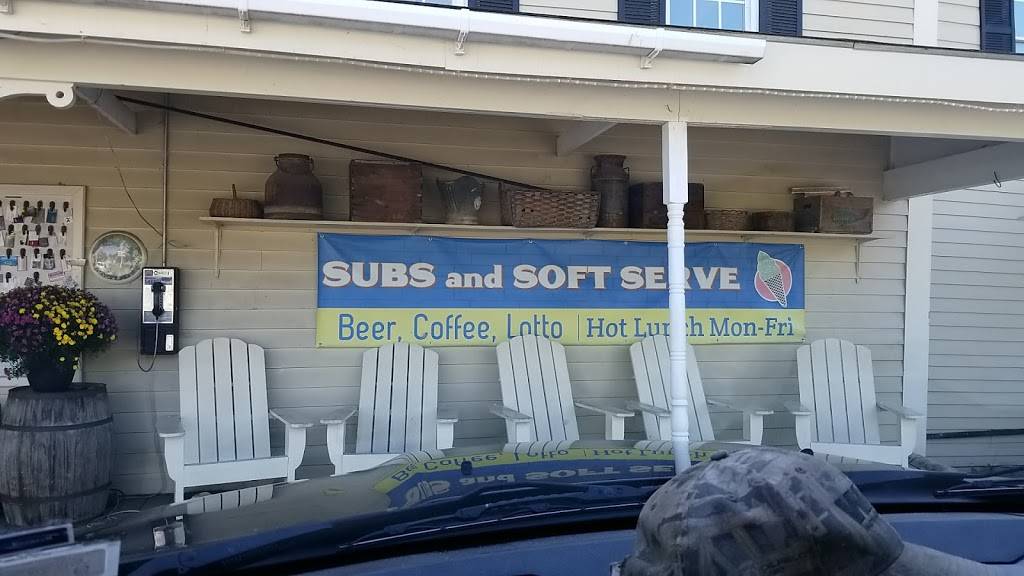 SUBS and SOFT SERVE
Beer, Coffee, Lotto | Hot Lunch Mon-Fri